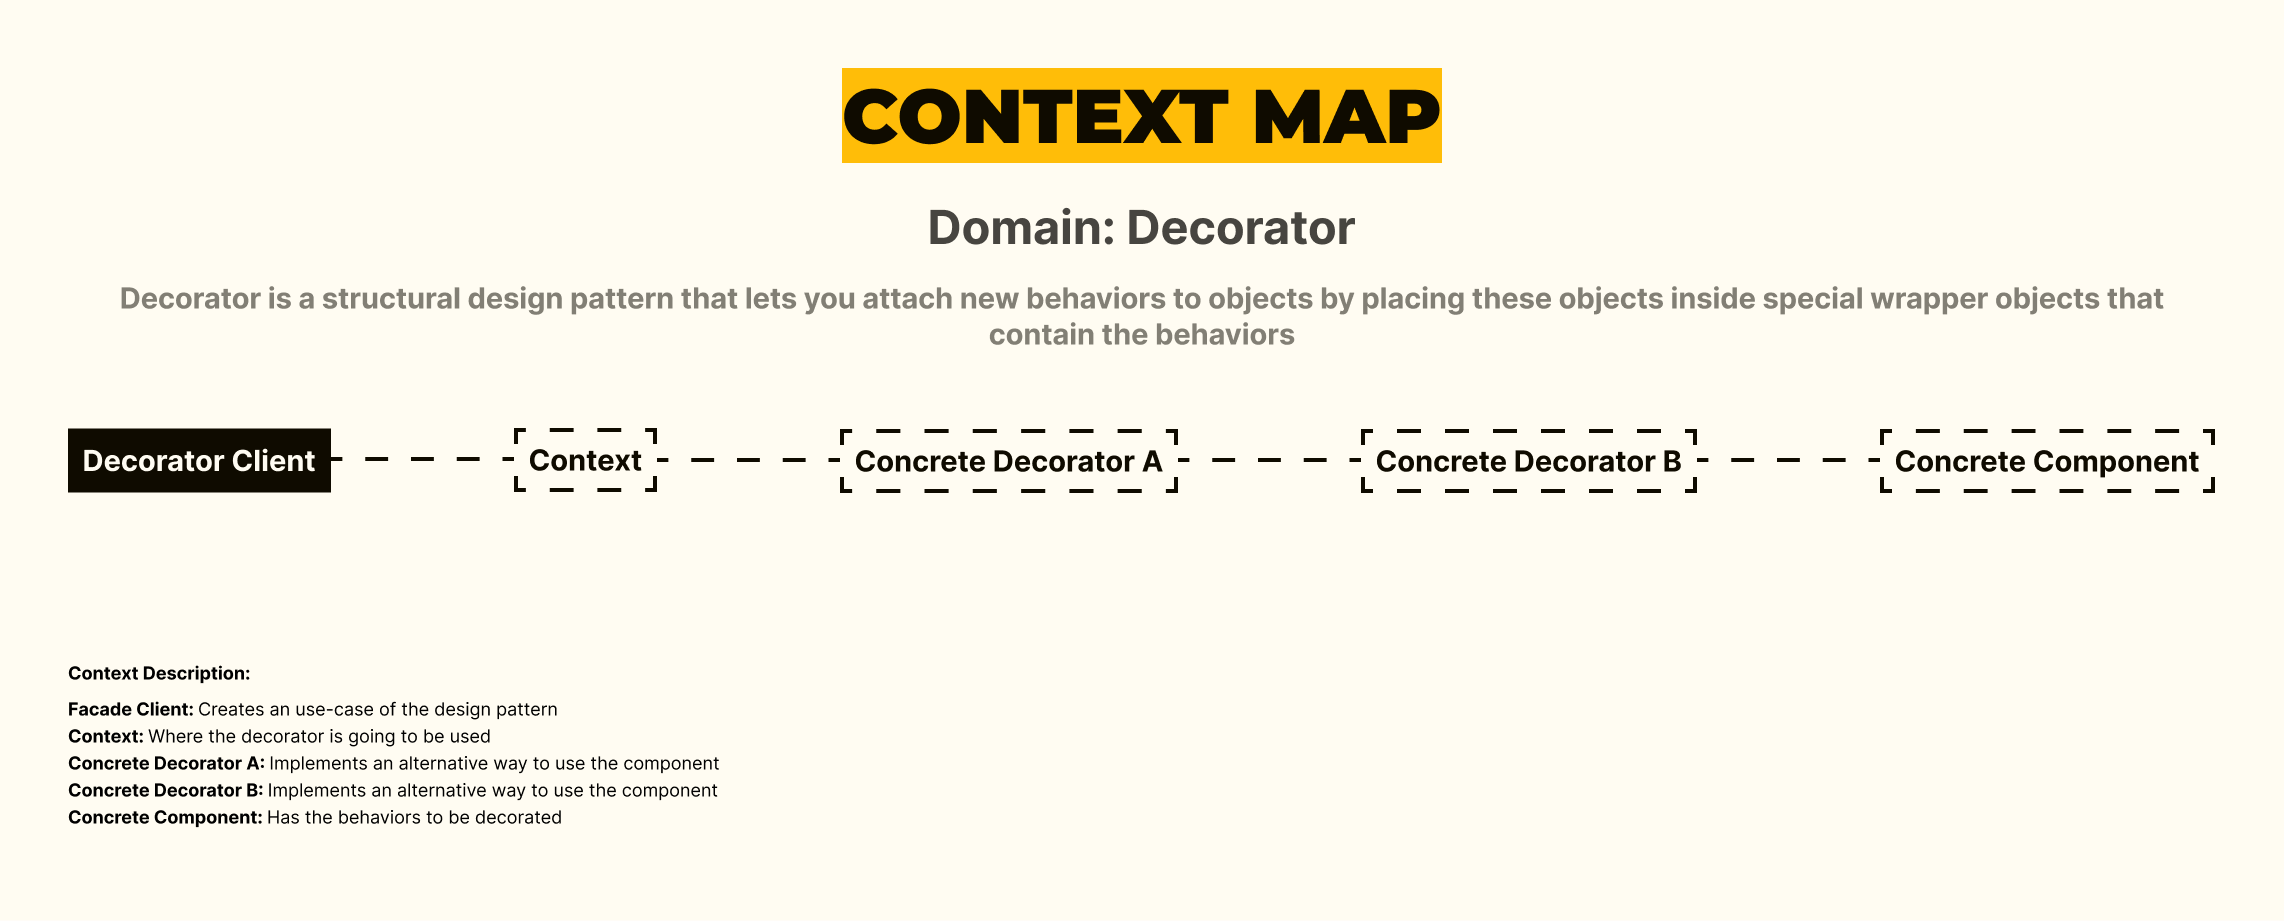 CONTEXT MAP
Domain: Decorator
Decorator is a structural design pattern that lets you attach new behaviors to objects by placing these objects inside special wrapper objects that
contain the behaviors
Decorator Client
Context
Concrete Decorator A
Concrete Decorator B
Concrete Component
Context Description:
Facade Client: Creates an use-case of the design pattern
Context: Where the decorator is going to be used
Concrete Decorator A: Implements an alternative way to use the component
Concrete Decorator B: Implements an alternative way to use the component
Concrete Component: Has the behaviors to be decorated